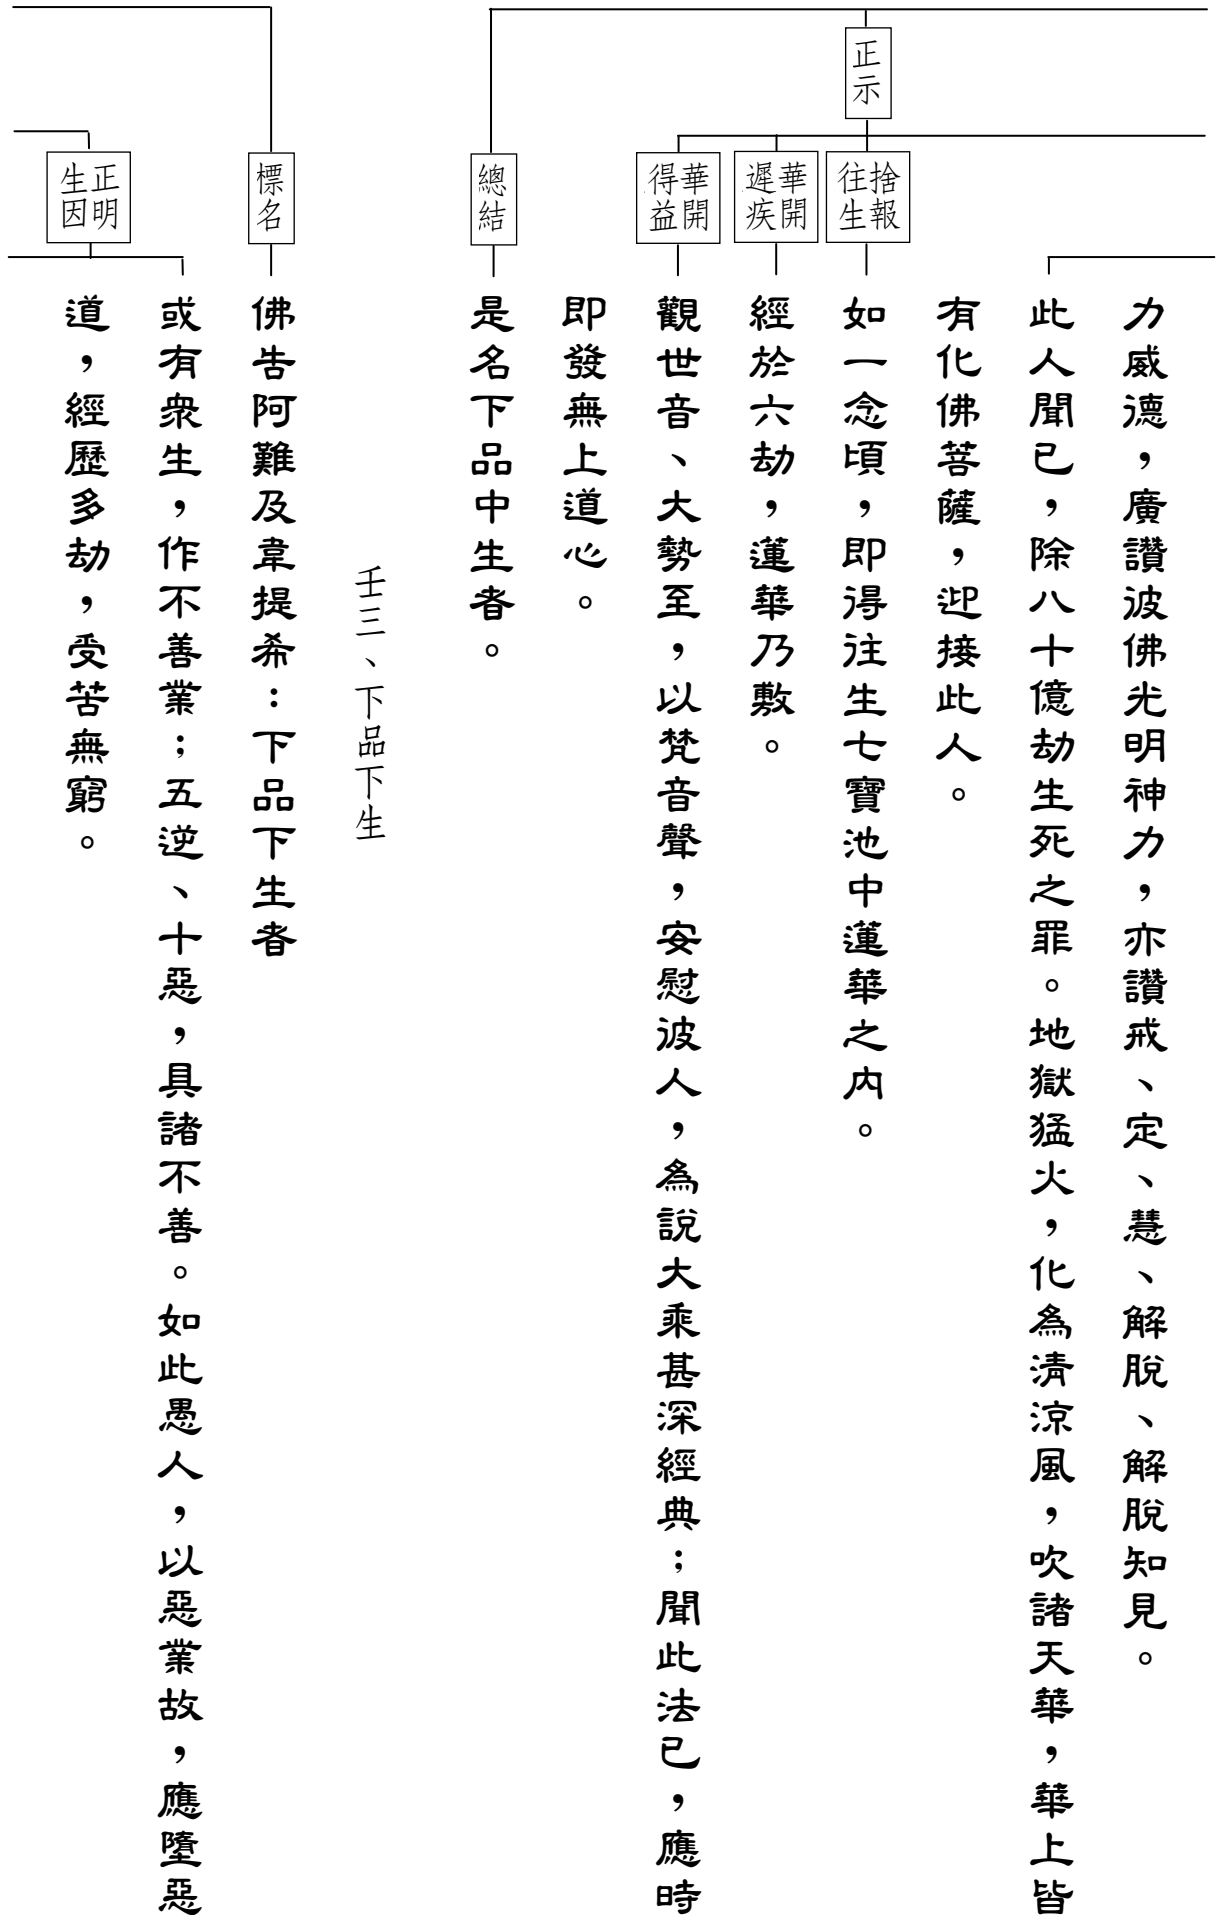 正示
力威德，廣讚彼佛光明神力，亦讚戒、定、慧、解脫、解脫知見。
此人聞已，除八十億劫生死之罪。地獄猛火，化為清涼風，吹諸天華，華上皆
有化佛菩薩，迎接此人。
捨報
往生
如一念頃，即得往生七寶池中蓮華之內。
華開
遲疾
經於六劫，蓮華乃敷。
華開
得益
觀世音、大勢至，以梵音聲，安慰彼人，為說大乘甚深經典；聞此法已，應時
即發無上道心。
總結
是名下品中生者。
壬三、下品下生
標名
佛告阿難及韋提希：下品下生者
正明
生因
或有眾生，作不善業；五逆、十惡，具諸不善。如此愚人，以惡業故，應墮惡
道，經歷多劫，受苦無窮。